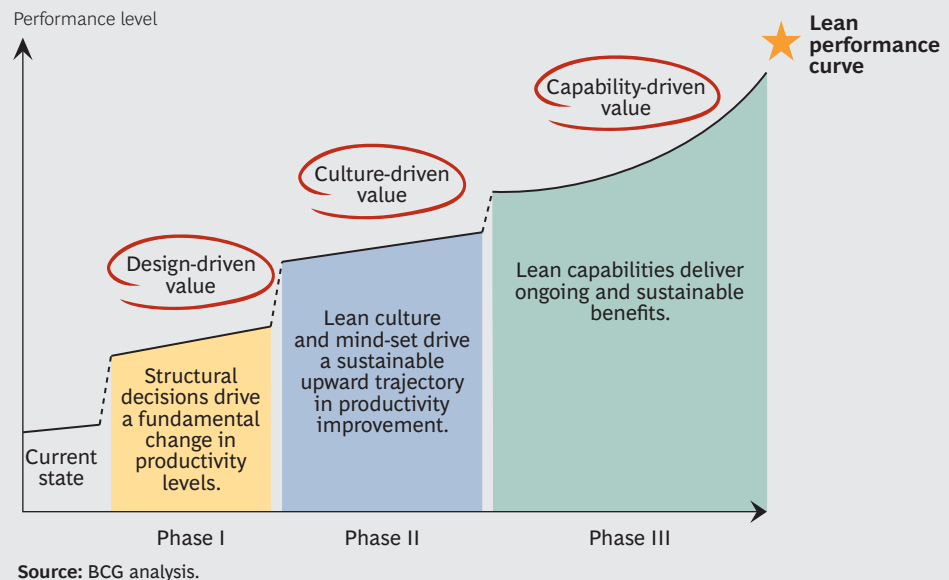 Performance level
Lean
performance
curve
Capability-driven
value
Culture-driven
value
Design-driven
value
Lean capabilities deliver
ongoing and sustainable
benefits.
Lean culture
and mind-set drive
a sustainable
upward trajectory
in productivity
improvement.
Structural
decisions drive
a fundamental
change in
productivity
levels.
Current
state
Phase I
Phase II
Phase III
Source: BCG analysis.